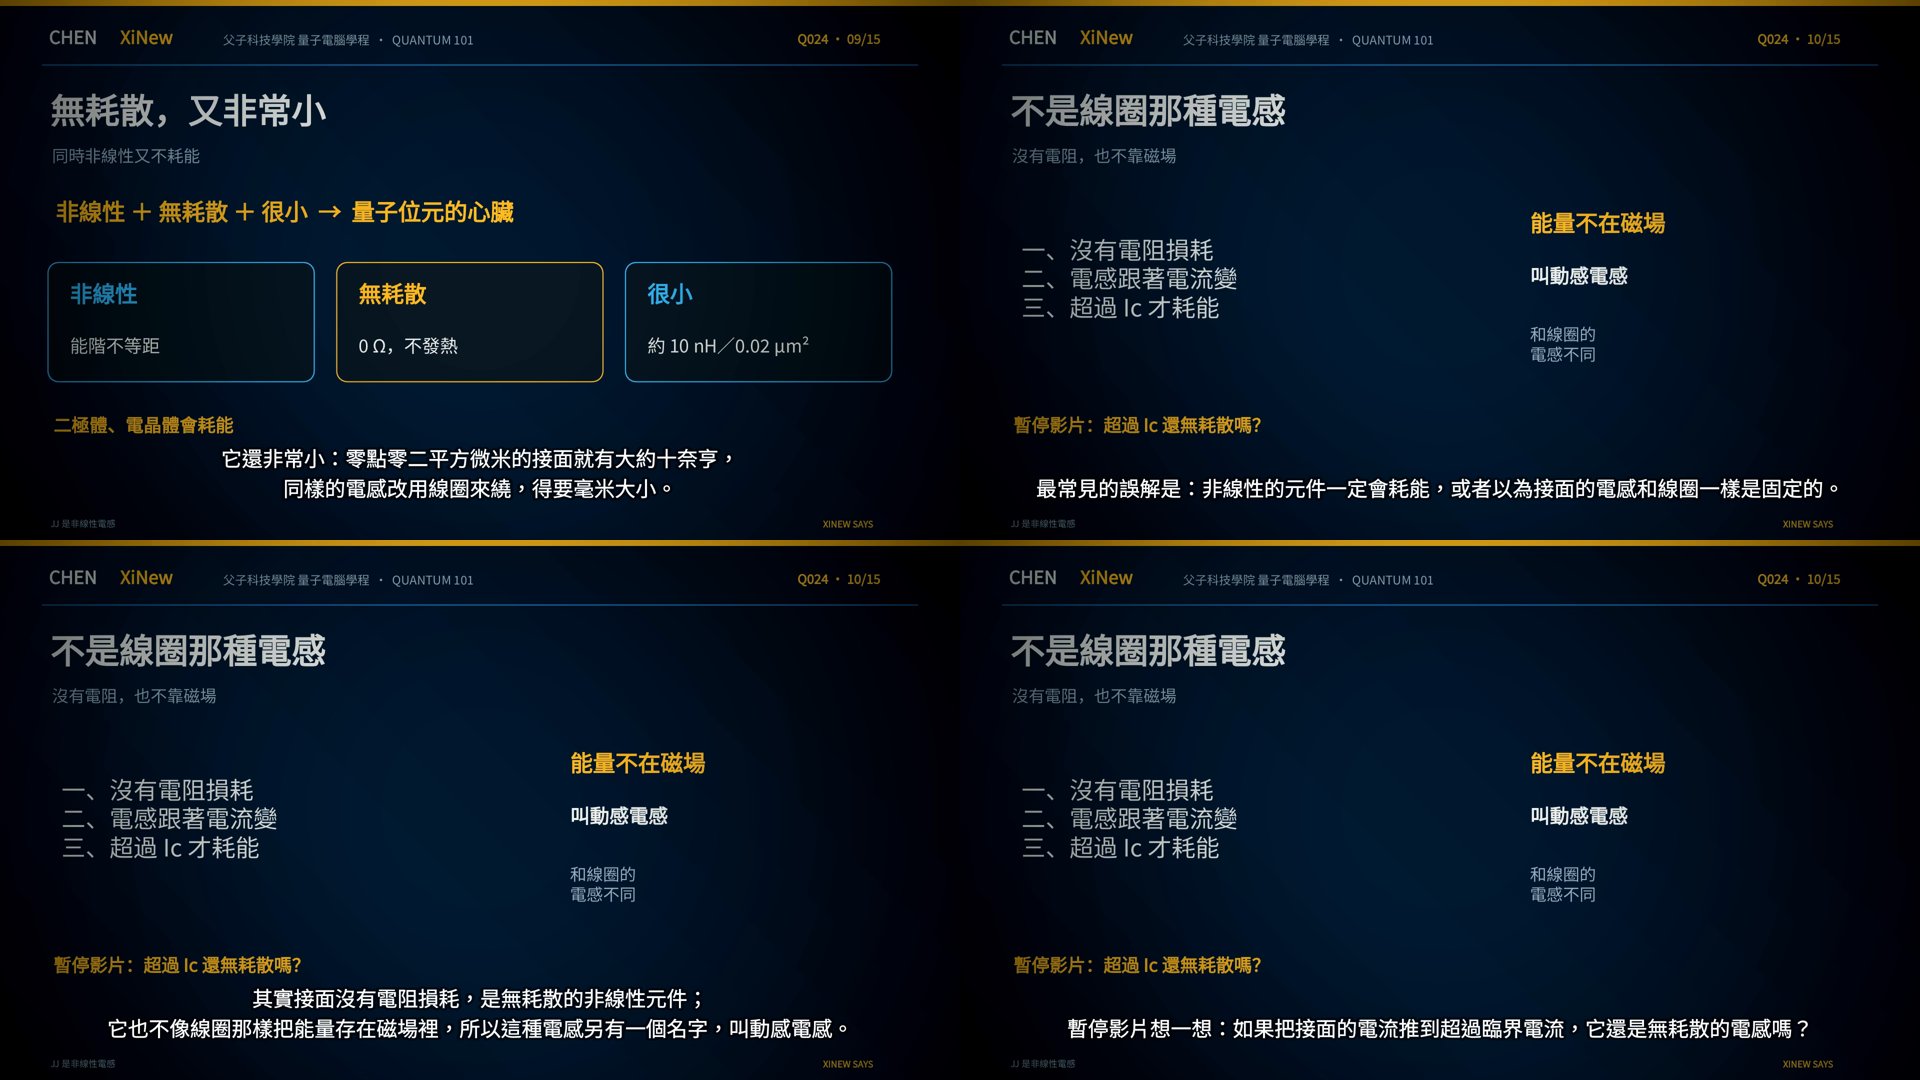 CHEN XiNew 父子科技學院 量子電腦學程 · QUANTUM 101 Q024 · 09/15
無耗散，又非常小
同時非線性又不耗能
非線性 ＋ 無耗散 ＋ 很小 → 量子位元的心臟
非線性
能階不等距
無耗散
0 Ω，不發熱
很小
約 10 nH／0.02 μm²
二極體、電晶體會耗能
它還非常小：零點零二平方微米的接面就有大約十奈亨，
同樣的電感改用線圈來繞，得要毫米大小。
JJ 是非線性電感 XINEW SAYS
CHEN XiNew 父子科技學院 量子電腦學程 · QUANTUM 101 Q024 · 10/15
不是線圈那種電感
沒有電阻，也不靠磁場
一、沒有電阻損耗
二、電感跟著電流變
三、超過 Ic 才耗能
能量不在磁場
叫動感電感
和線圈的
電感不同
暫停影片：超過 Ic 還無耗散嗎？
最常見的誤解是：非線性的元件一定會耗能，或者以為接面的電感和線圈一樣是固定的。
JJ 是非線性電感 XINEW SAYS
CHEN XiNew 父子科技學院 量子電腦學程 · QUANTUM 101 Q024 · 10/15
不是線圈那種電感
沒有電阻，也不靠磁場
一、沒有電阻損耗
二、電感跟著電流變
三、超過 Ic 才耗能
能量不在磁場
叫動感電感
和線圈的
電感不同
暫停影片：超過 Ic 還無耗散嗎？
其實接面沒有電阻損耗，是無耗散的非線性元件；
它也不像線圈那樣把能量存在磁場裡，所以這種電感另有一個名字，叫動感電感。
JJ 是非線性電感 XINEW SAYS
CHEN XiNew 父子科技學院 量子電腦學程 · QUANTUM 101 Q024 · 10/15
不是線圈那種電感
沒有電阻，也不靠磁場
一、沒有電阻損耗
二、電感跟著電流變
三、超過 Ic 才耗能
能量不在磁場
叫動感電感
和線圈的
電感不同
暫停影片：超過 Ic 還無耗散嗎？
暫停影片想一想：如果把接面的電流推到超過臨界電流，它還是無耗散的電感嗎？
JJ 是非線性電感 XINEW SAYS